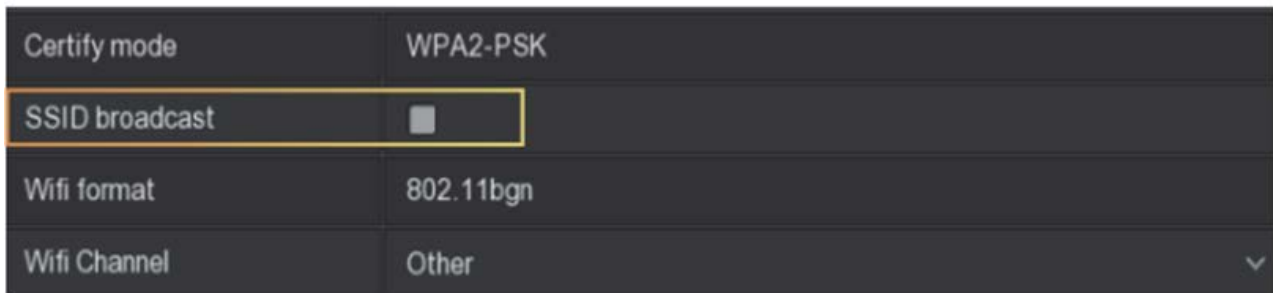 Certify mode WPA2-PSK
SSID broadcast
Wifi format 802.11bgn
Wifi Channel Other